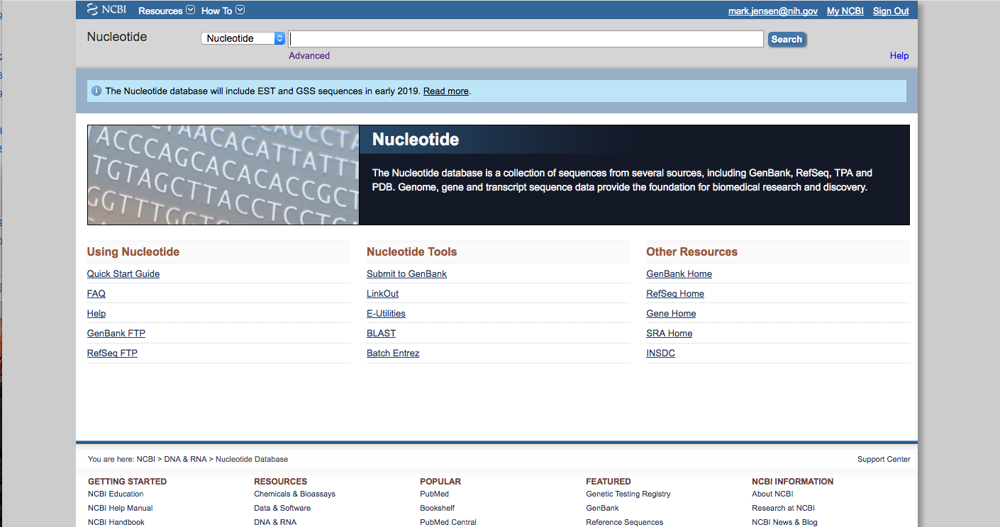 NCBI Resources How To mark.jensen@nih.gov My NCBI Sign Out
Nucleotide Nucleotide Search
Advanced Help
The Nucleotide database will include EST and GSS sequences in early 2019. Read more.
AACACATTATTT
ACCCAGCACACACCGCT
TGTAGCTTACCTCCT
GGTTTCCT
Nucleotide
The Nucleotide database is a collection of sequences from several sources, including GenBank, RefSeq, TPA and
PDB. Genome, gene and transcript sequence data provide the foundation for biomedical research and discovery.
Using Nucleotide
Quick Start Guide
FAQ
Help
GenBank FTP
RefSeq FTP
Nucleotide Tools
Submit to GenBank
LinkOut
E-Utilities
BLAST
Batch Entrez
Other Resources
GenBank Home
RefSeq Home
Gene Home
SRA Home
INSDC
You are here: NCBI > DNA & RNA > Nucleotide Database Support Center
GETTING STARTED
NCBI Education
NCBI Help Manual
NCBI Handbook
RESOURCES
Chemicals & Bioassays
Data & Software
DNA & RNA
POPULAR
PubMed
Bookshelf
PubMed Central
FEATURED
Genetic Testing Registry
GenBank
Reference Sequences
NCBI INFORMATION
About NCBI
Research at NCBI
NCBI News & Blog